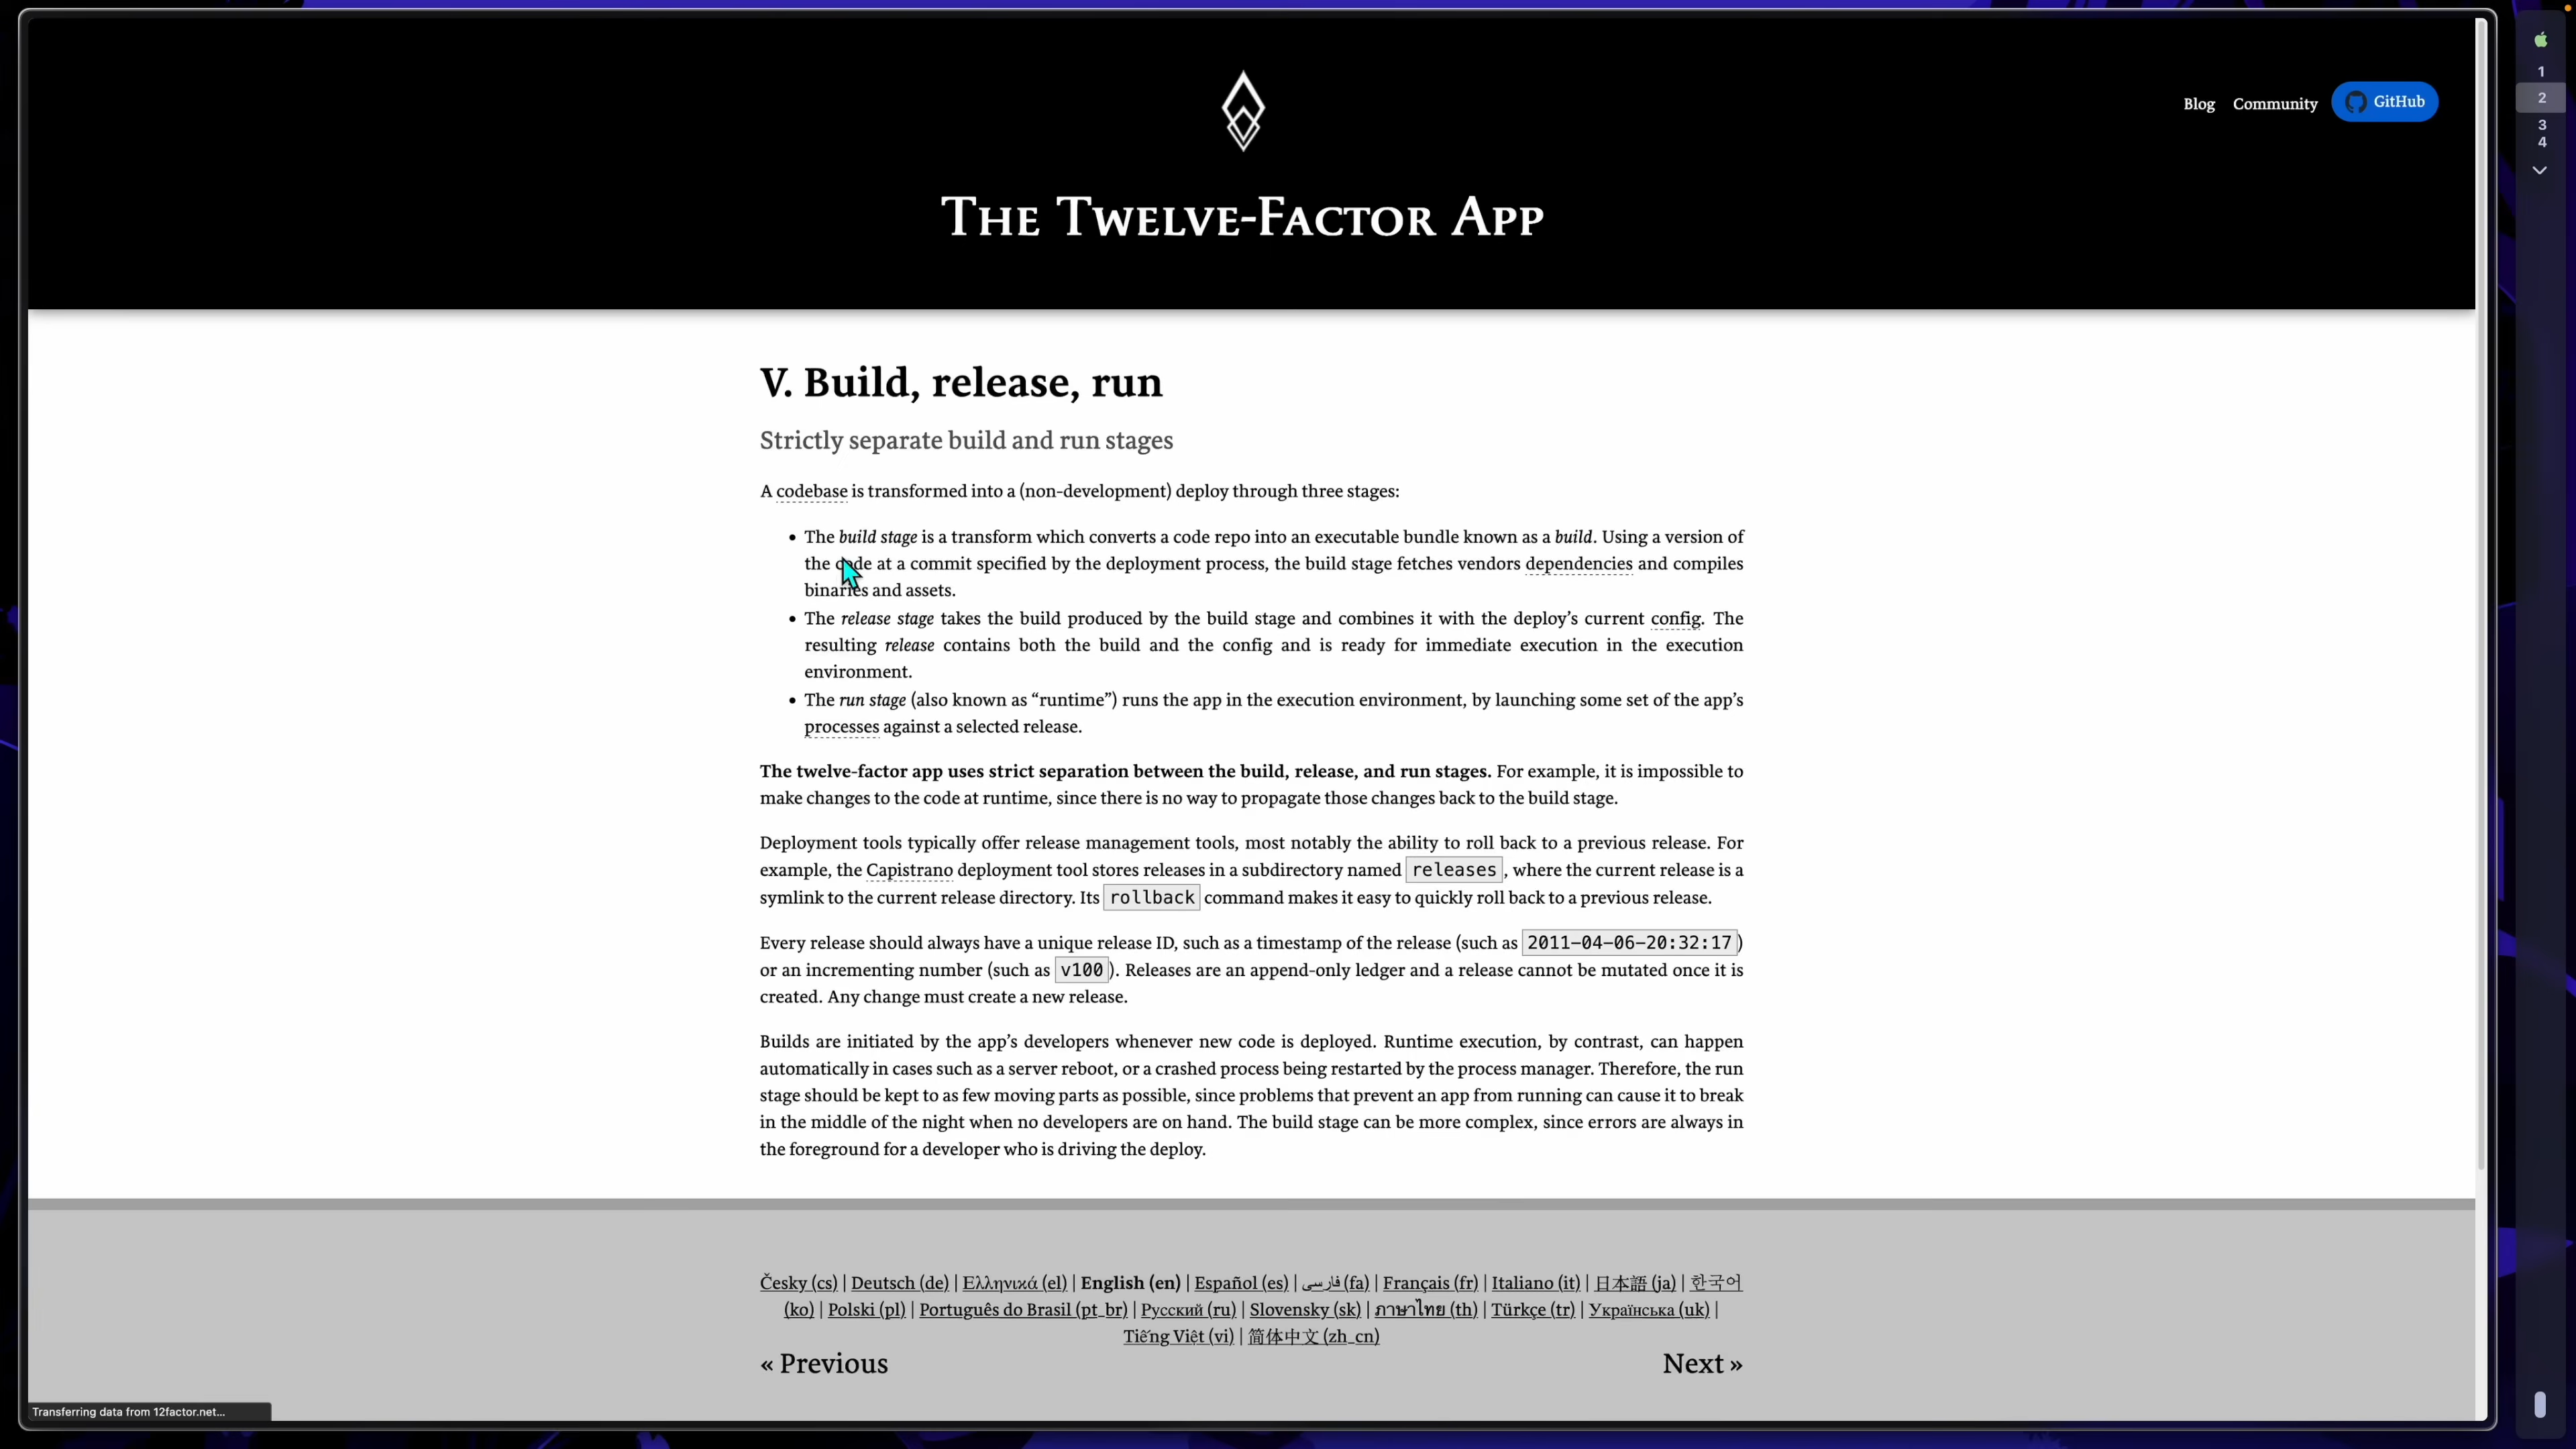 Blog Community GitHub
1
2
3
4
THE TWELVE-FACTOR APP
V. Build, release, run
Strictly separate build and run stages
A codebase is transformed into a (non-development) deploy through three stages:
• The build stage is a transform which converts a code repo into an executable bundle known as a build. Using a version of
the code at a commit specified by the deployment process, the build stage fetches vendors dependencies and compiles
binaries and assets.
• The release stage takes the build produced by the build stage and combines it with the deploy’s current config. The
resulting release contains both the build and the config and is ready for immediate execution in the execution
environment.
• The run stage (also known as “runtime”) runs the app in the execution environment, by launching some set of the app’s
processes against a selected release.
The twelve-factor app uses strict separation between the build, release, and run stages. For example, it is impossible to
make changes to the code at runtime, since there is no way to propagate those changes back to the build stage.
Deployment tools typically offer release management tools, most notably the ability to roll back to a previous release. For
example, the Capistrano deployment tool stores releases in a subdirectory named releases, where the current release is a
symlink to the current release directory. Its rollback command makes it easy to quickly roll back to a previous release.
Every release should always have a unique release ID, such as a timestamp of the release (such as 2011-04-06-20:32:17)
or an incrementing number (such as v100). Releases are an append-only ledger and a release cannot be mutated once it is
created. Any change must create a new release.
Builds are initiated by the app’s developers whenever new code is deployed. Runtime execution, by contrast, can happen
automatically in cases such as a server reboot, or a crashed process being restarted by the process manager. Therefore, the run
stage should be kept to as few moving parts as possible, since problems that prevent an app from running can cause it to break
in the middle of the night when no developers are on hand. The build stage can be more complex, since errors are always in
the foreground for a developer who is driving the deploy.
Česky (cs) | Deutsch (de) | Ελληνικά (el) | English (en) | Español (es) | فارسی (fa) | Français (fr) | Italiano (it) | 日本語 (ja) | 한국어
(ko) | Polski (pl) | Português do Brasil (pt_br) | Русский (ru) | Slovensky (sk) | ภาษาไทย (th) | Türkçe (tr) | Українська (uk) |
Tiếng Việt (vi) | 简体中文 (zh_cn)
« Previous Next »
Transferring data from 12factor.net...